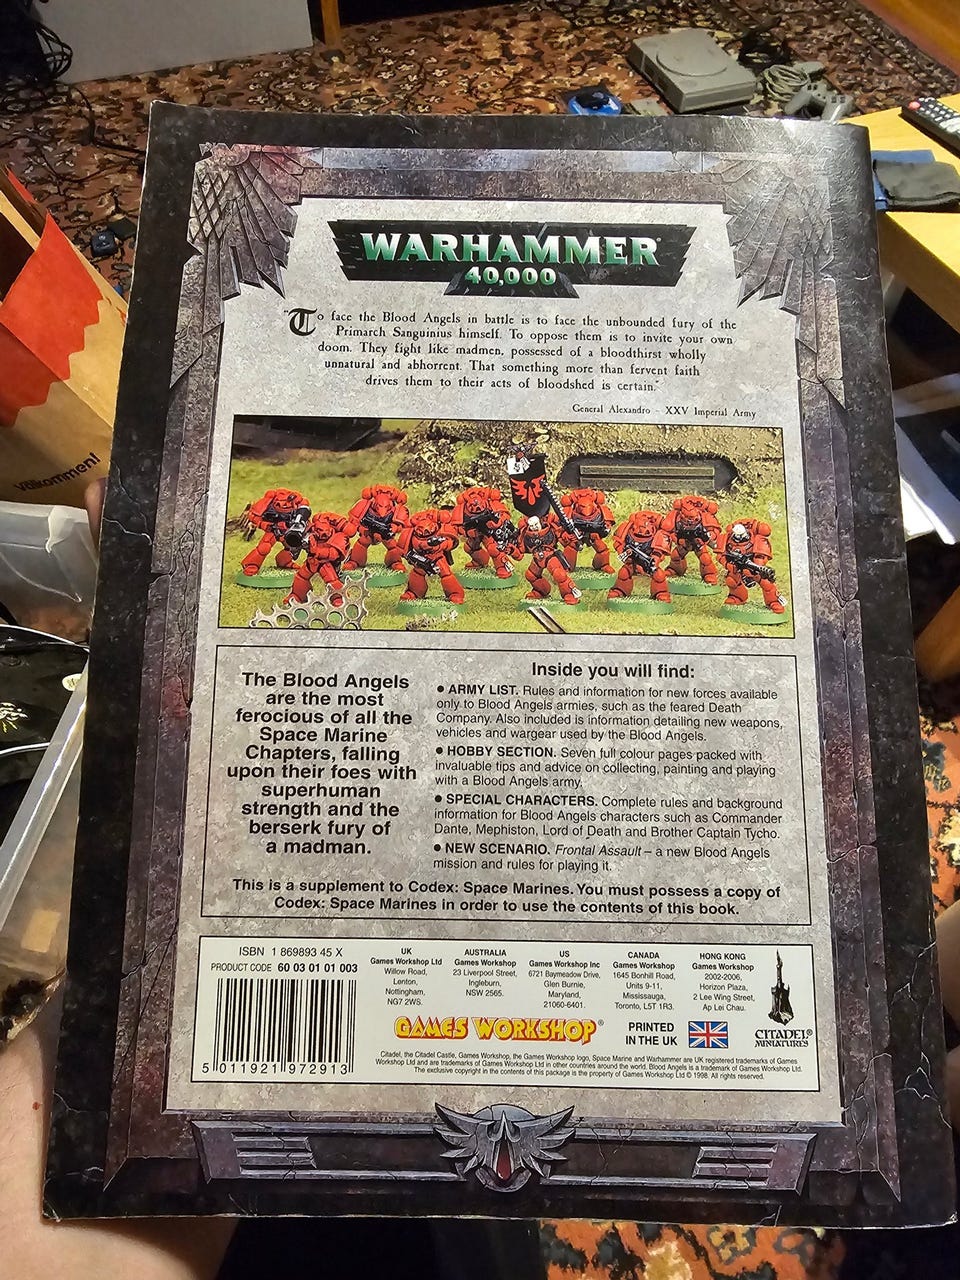 WARHAMMER
40,000
"To face the Blood Angels in battle is to face the unbounded fury of the
Primarch Sanguinius himself. To oppose them is to invite your own
doom. They fight like madmen, possessed of a bloodthirst wholly
unnatural and abhorrent. That something more than fervent faith
drives them to their acts of bloodshed is certain."
General Alexandro - XXV Imperial Army
Välkommen!
The Blood Angels
are the most
ferocious of all the
Space Marine
Chapters, falling
upon their foes with
superhuman
strength and the
berserk fury of
a madman.
Inside you will find:
● ARMY LIST. Rules and information for new forces available
only to Blood Angels armies, such as the feared Death
Company. Also included is information detailing new weapons,
vehicles and wargear used by the Blood Angels.
● HOBBY SECTION. Seven full colour pages packed with
invaluable tips and advice on collecting, painting and playing
with a Blood Angels army.
● SPECIAL CHARACTERS. Complete rules and background
information for Blood Angels characters such as Commander
Dante, Mephiston, Lord of Death and Brother Captain Tycho.
● NEW SCENARIO. Frontal Assault – a new Blood Angels
mission and rules for playing it.
This is a supplement to Codex: Space Marines. You must possess a copy of
Codex: Space Marines in order to use the contents of this book.
ISBN 1 869893 45 X
PRODUCT CODE 60 03 01 01 003
5 011921 972913
UK
Games Workshop Ltd
Willow Road,
Lenton,
Nottingham,
NG7 2WS.
AUSTRALIA
Games Workshop
23 Liverpool Street,
Ingleburn,
NSW 2565.
US
Games Workshop Inc
6721 Baymeadow Drive,
Glen Burnie,
Maryland,
21060-6401.
CANADA
Games Workshop
1645 Bonhill Road,
Units 9-11,
Mississauga,
Toronto, L5T 1R3.
HONG KONG
Games Workshop
2002-2006,
Horizon Plaza,
2 Lee Wing Street,
Ap Lei Chau.
GAMES WORKSHOP®
PRINTED
IN THE UK
CITADEL®
MINIATURES
Citadel, the Citadel Castle, Games Workshop, the Games Workshop logo, Space Marine and Warhammer are UK registered trademarks of Games
Workshop Ltd and are trademarks of Games Workshop Ltd in other countries around the world. Blood Angels is a trademark of Games Workshop Ltd.
The exclusive copyright in the contents of this package is the property of Games Workshop Ltd © 1998. All rights reserved.